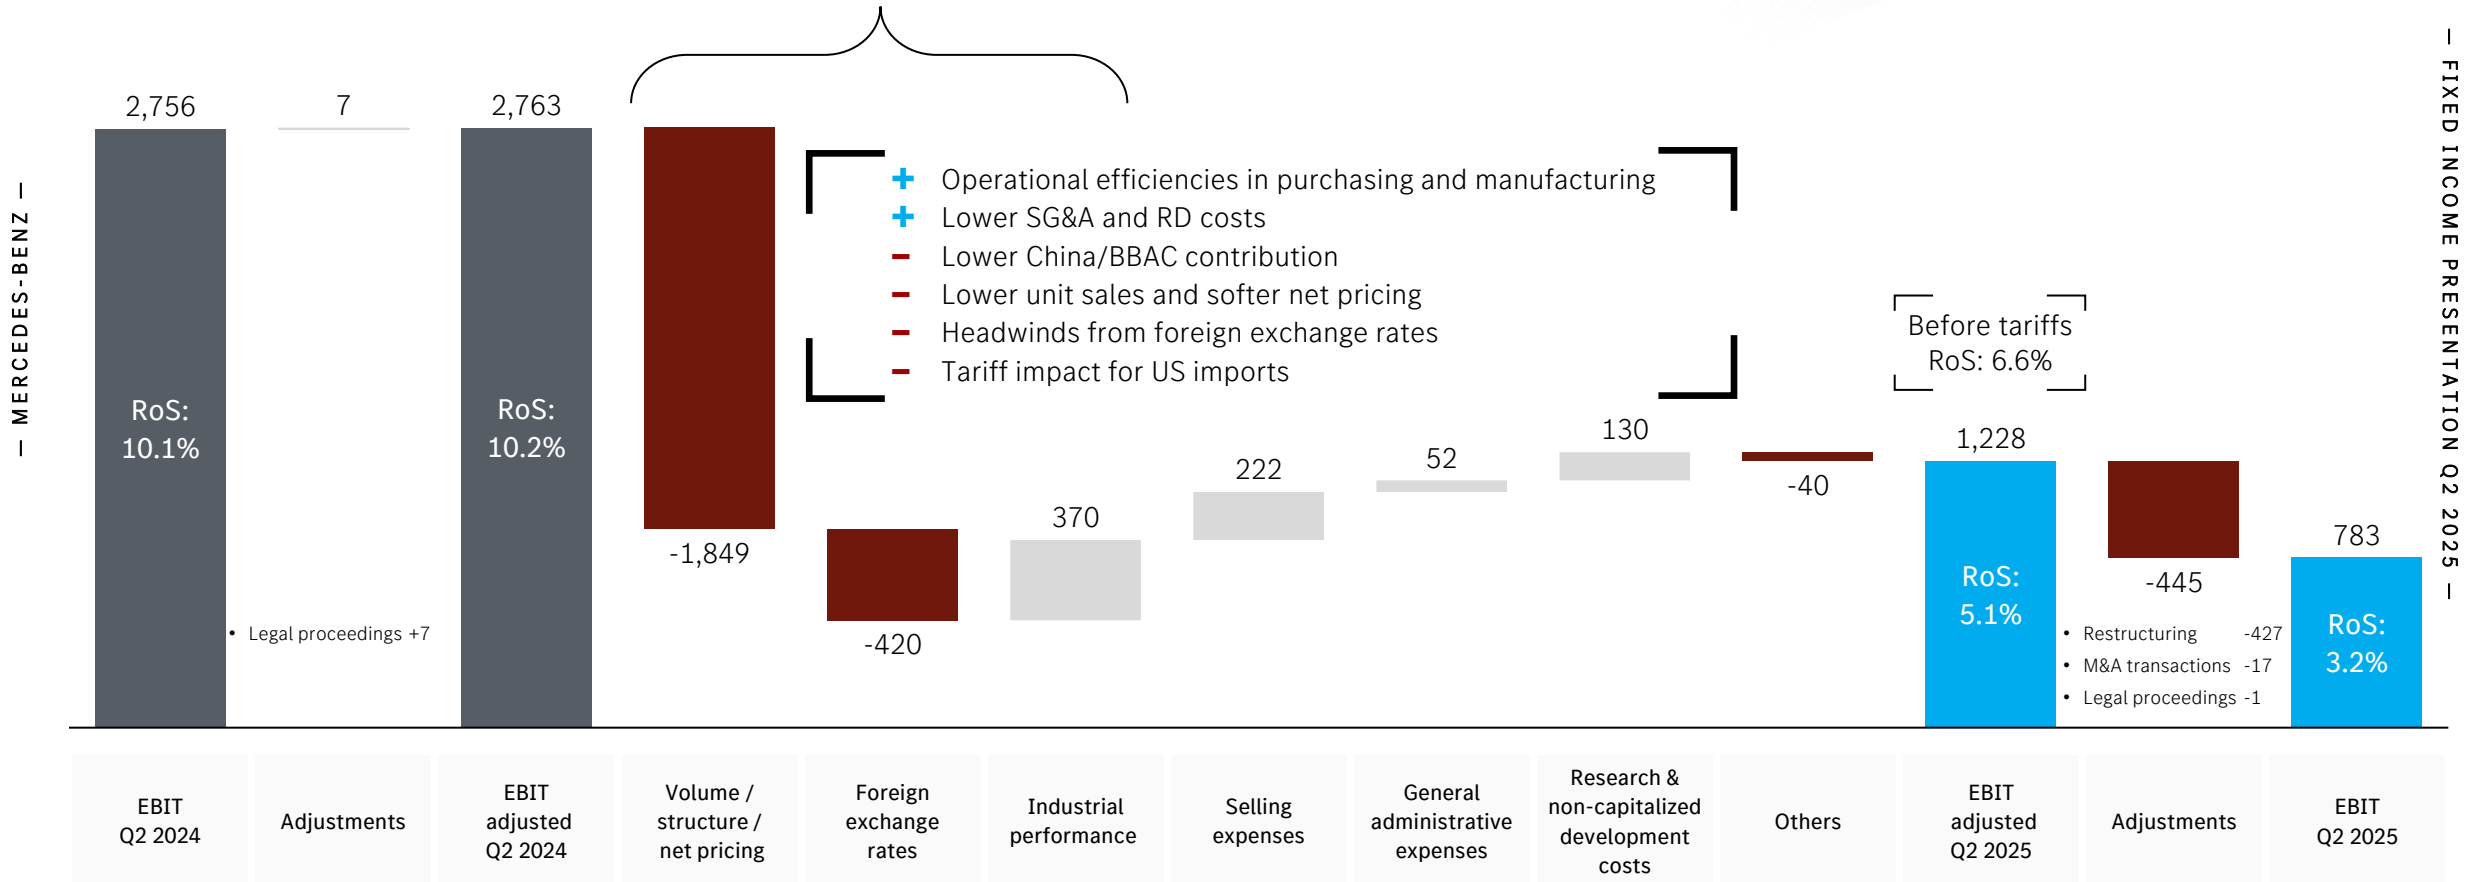 — MERCEDES-BENZ —
— FIXED INCOME PRESENTATION Q2 2025 —
2,756
7
2,763
+ Operational efficiencies in purchasing and manufacturing
+ Lower SG&A and RD costs
– Lower China/BBAC contribution
– Lower unit sales and softer net pricing
– Headwinds from foreign exchange rates
– Tariff impact for US imports
Before tariffs
RoS: 6.6%
RoS:
10.1%
RoS:
10.2%
-1,849
-420
370
222
52
130
-40
1,228
RoS:
5.1%
-445
783
RoS:
3.2%
• Legal proceedings +7
• Restructuring -427
• M&A transactions -17
• Legal proceedings -1
EBIT
Q2 2024
Adjustments
EBIT
adjusted
Q2 2024
Volume /
structure /
net pricing
Foreign
exchange
rates
Industrial
performance
Selling
expenses
General
administrative
expenses
Research &
non-capitalized
development
costs
Others
EBIT
adjusted
Q2 2025
Adjustments
EBIT
Q2 2025